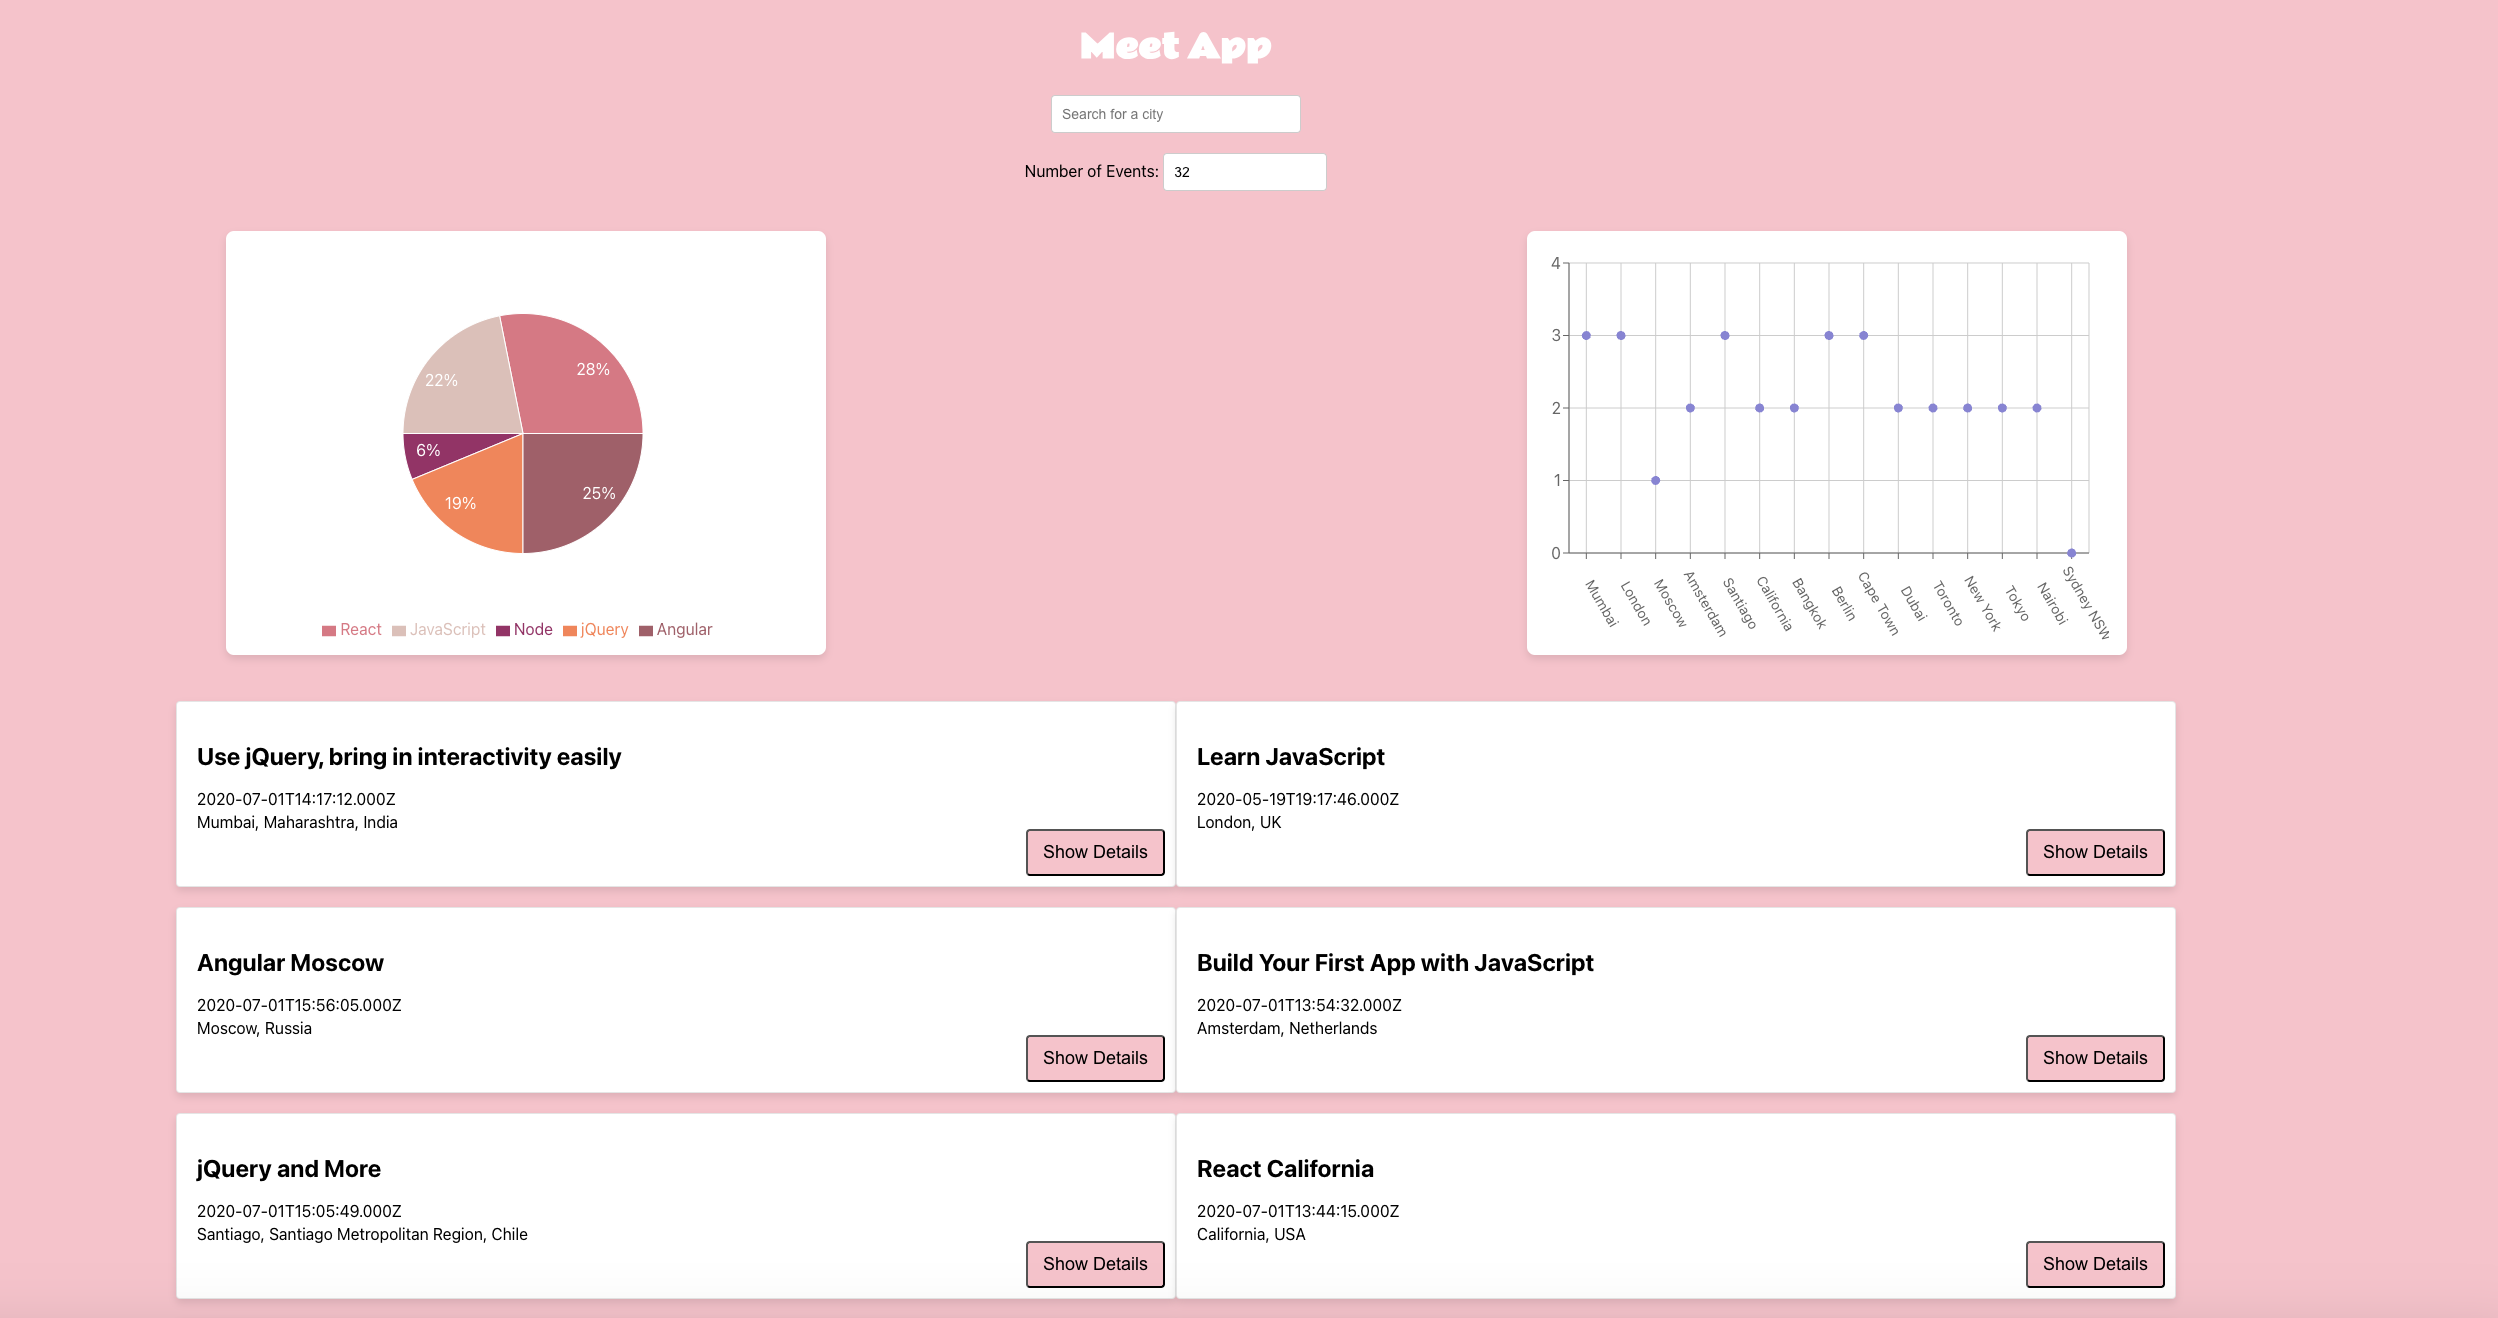 Meet App
Search for a city
Number of Events: 32
28%
22%
6%
19%
25%
React JavaScript Node jQuery Angular
4
3
2
1
0
Mumbai
London
Moscow
Amsterdam
Santiago
California
Bangkok
Berlin
Cape Town
Dubai
Toronto
New York
Tokyo
Nairobi
Sydney NSW
Use jQuery, bring in interactivity easily
2020-07-01T14:17:12.000Z
Mumbai, Maharashtra, India
Show Details
Learn JavaScript
2020-05-19T19:17:46.000Z
London, UK
Show Details
Angular Moscow
2020-07-01T15:56:05.000Z
Moscow, Russia
Show Details
Build Your First App with JavaScript
2020-07-01T13:54:32.000Z
Amsterdam, Netherlands
Show Details
jQuery and More
2020-07-01T15:05:49.000Z
Santiago, Santiago Metropolitan Region, Chile
Show Details
React California
2020-07-01T13:44:15.000Z
California, USA
Show Details